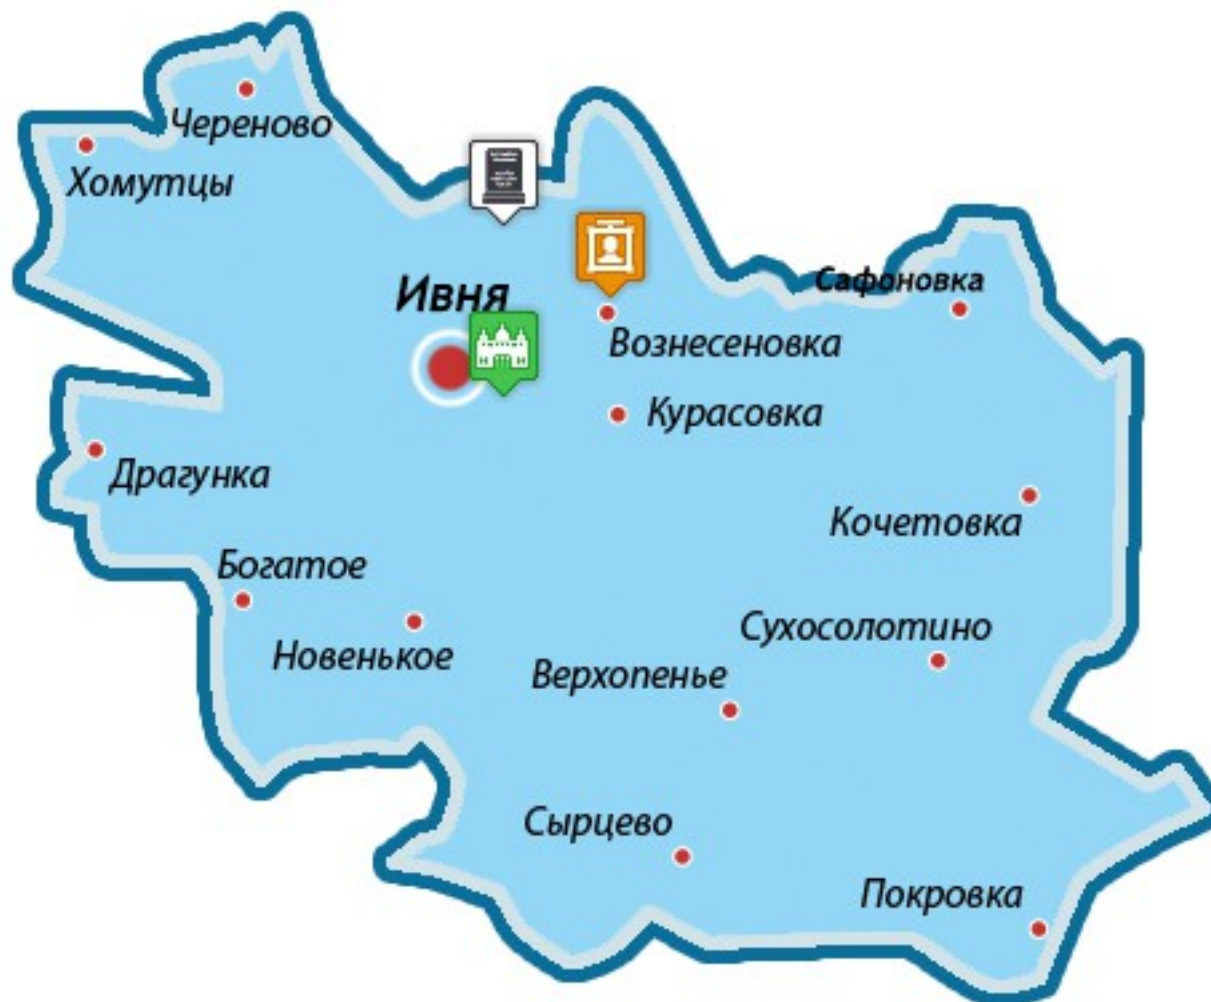 Череново
Хомутцы
Сафоновка
Ивня
Вознесеновка
Курасовка
Драгунка
Кочетовка
Богатое
Сухосолотино
Новенькое
Верхопенье
Сырцево
Покровка